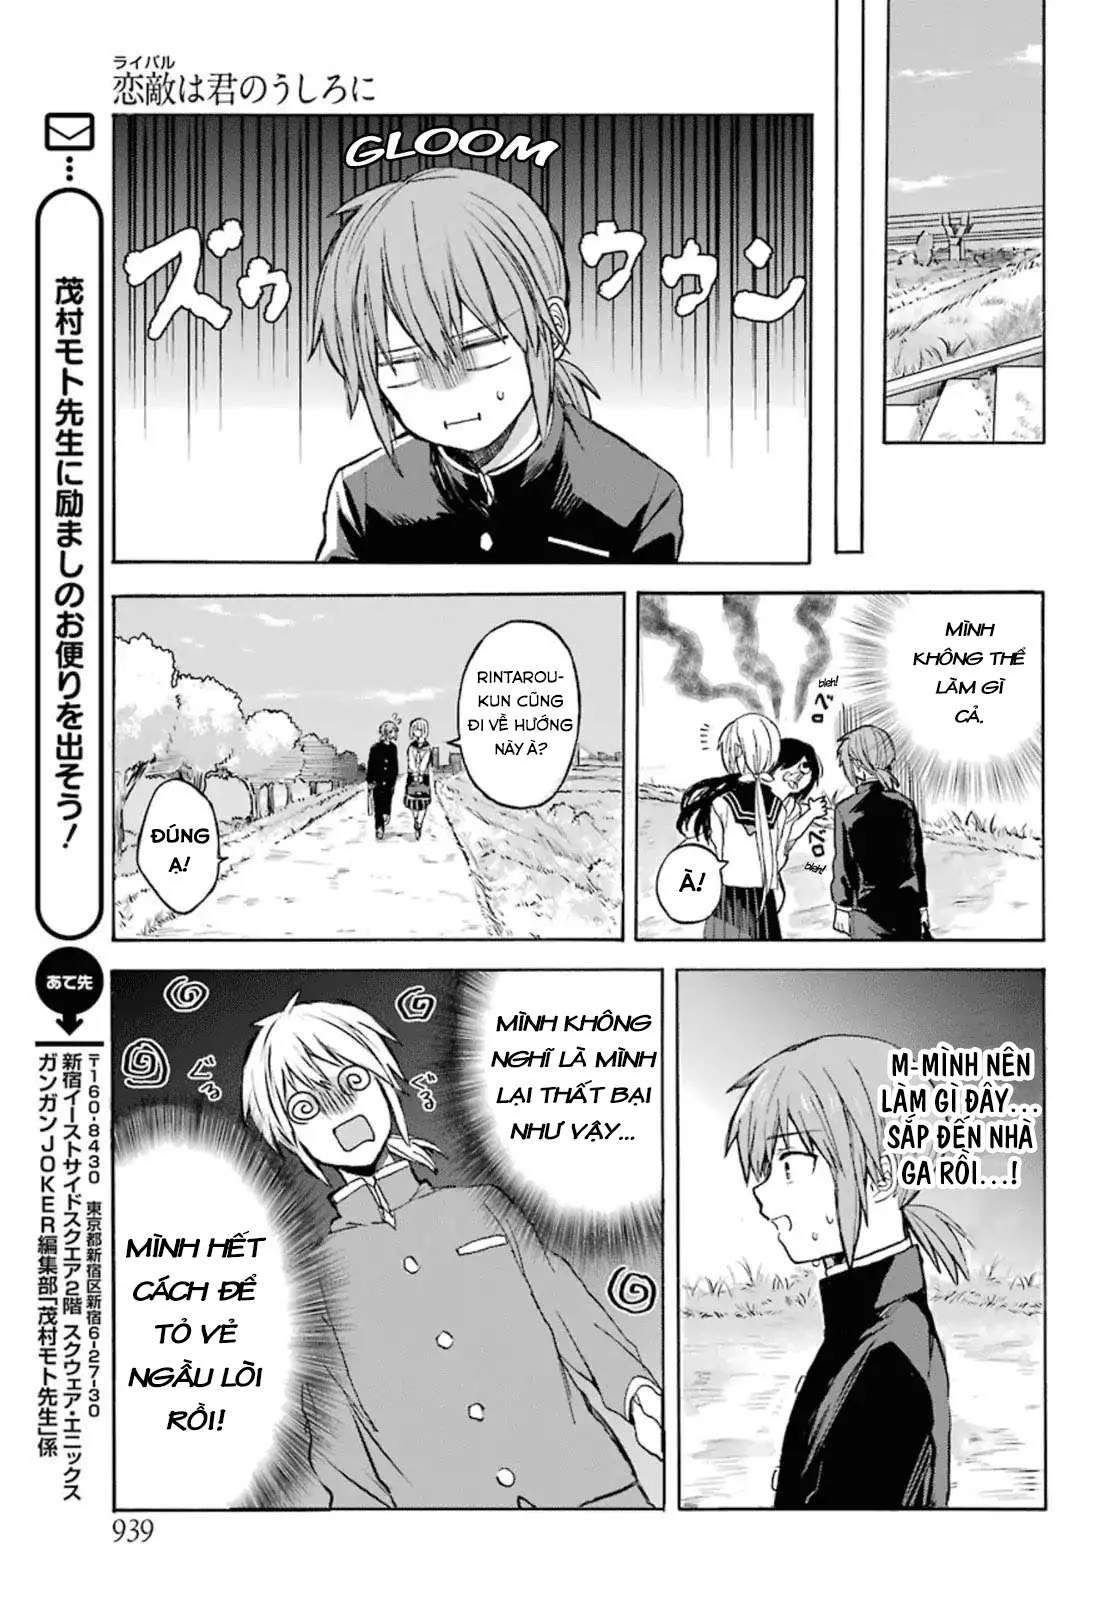 ライバル
恋敵は君のうしろに
GLOOM
ズゥウウン
MÌNH
KHÔNG THỂ
LÀM GÌ
CẢ.
bleh!
bleh!
À!
RINTAROU-
KUN CŨNG
ĐI VỀ HƯỚNG
NÀY À?
ĐÚNG
Ạ!
M-MÌNH NÊN
LÀM GÌ ĐÂY...
SẮP ĐẾN NHÀ
GA RỒI...!
MÌNH KHÔNG
NGHĨ LÀ MÌNH
LẠI THẤT BẠI
NHƯ VẬY...
MÌNH HẾT
CÁCH ĐỂ
TỎ VẺ
NGẦU LÒI
RỒI!
茂村モト先生に励ましのお便りを出そう!
あて先
〒160-8430 東京都新宿区新宿6-27-30
新宿イーストサイドスクエア2階 スクウェア・エニックス
ガンガンJOKER編集部「茂村モト先生」係
939